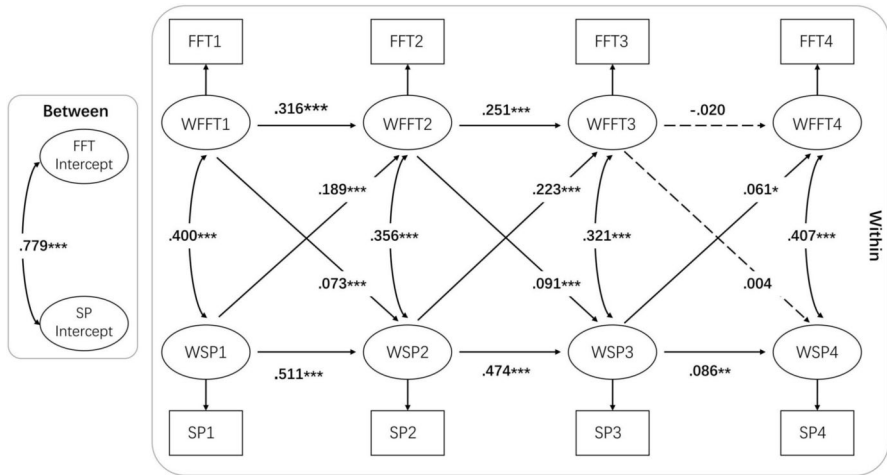 FFT1 FFT2 FFT3 FFT4
Between
FFT
Intercept
.779***
SP
Intercept
WFFT1 .316*** WFFT2 .251*** WFFT3 -.020 WFFT4
.189*** .223*** .061*
.400*** .356*** .321*** .407***
.073*** .091*** .004
WSP1 WSP2 WSP3 WSP4
.511*** .474*** .086**
SP1 SP2 SP3 SP4
Within